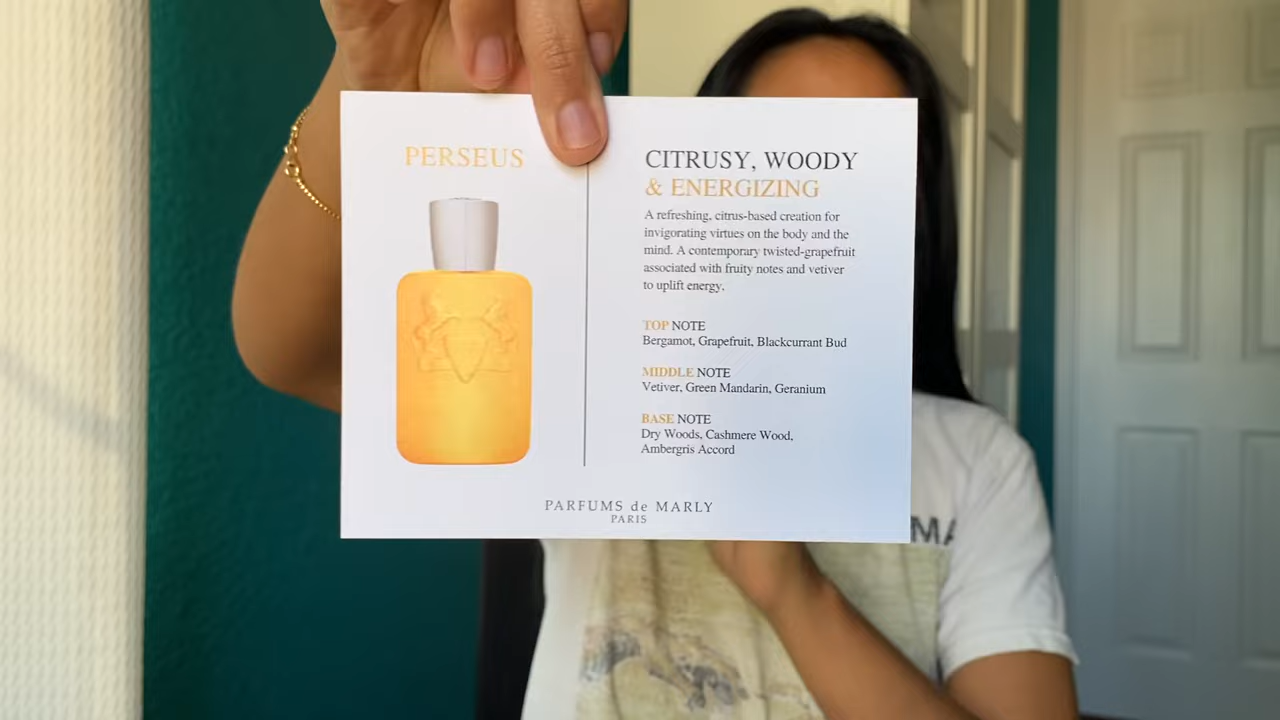 PERSEUS
CITRUSY, WOODY
& ENERGIZING
A refreshing, citrus-based creation for
invigorating virtues on the body and the
mind. A contemporary twisted-grapefruit
associated with fruity notes and vetiver
to uplift energy.
TOP NOTE
Bergamot, Grapefruit, Blackcurrant Bud
MIDDLE NOTE
Vetiver, Green Mandarin, Geranium
BASE NOTE
Dry Woods, Cashmere Wood,
Ambergris Accord
PARFUMS de MARLY
PARIS